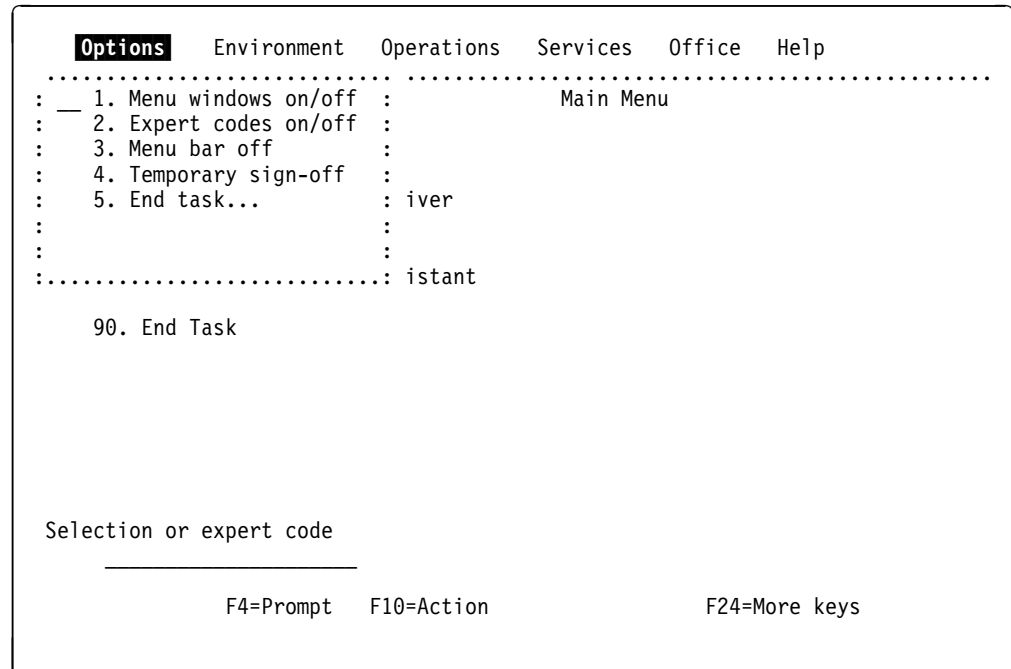 Options Environment Operations Services Office Help
............................. .................................................
: __ 1. Menu windows on/off : Main Menu
: 2. Expert codes on/off :
: 3. Menu bar off :
: 4. Temporary sign-off :
: 5. End task... : iver
: :
: :
:............................: istant
90. End Task
Selection or expert code
_____________________
F4=Prompt F10=Action F24=More keys